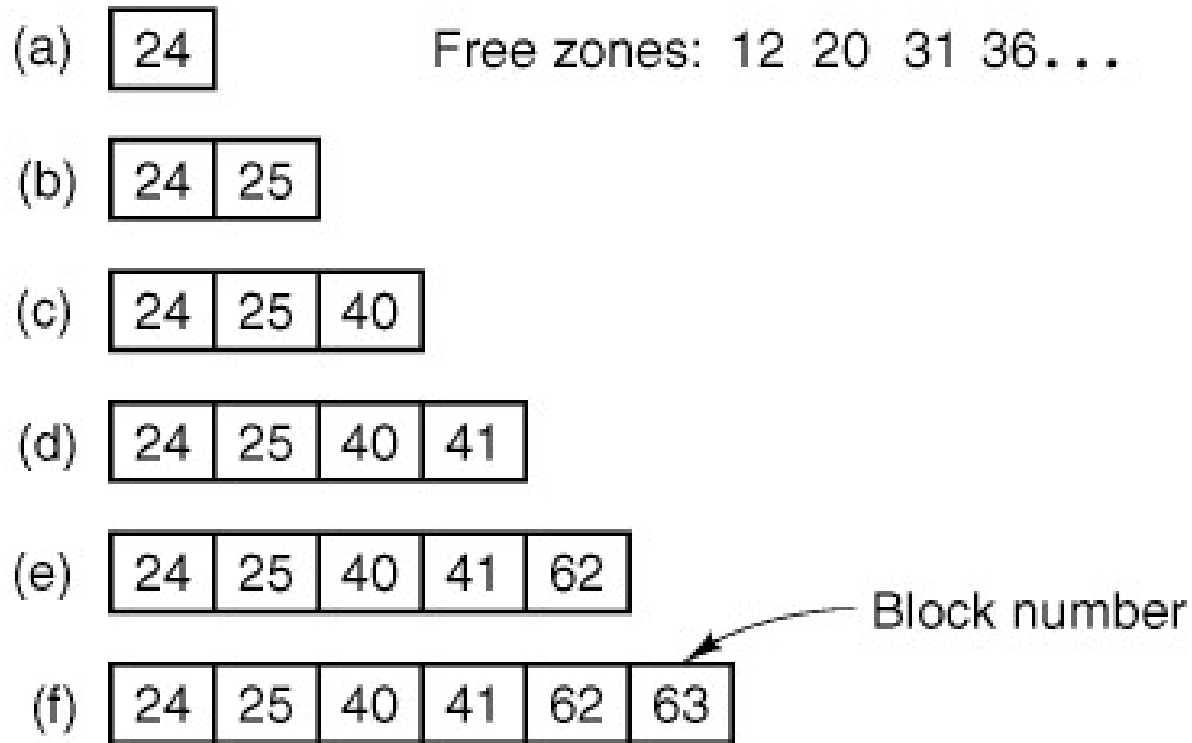 (a) 24 Free zones: 12 20 31 36...
(b) 24 25
(c) 24 25 40
(d) 24 25 40 41
(e) 24 25 40 41 62
Block number
(f) 24 25 40 41 62 63